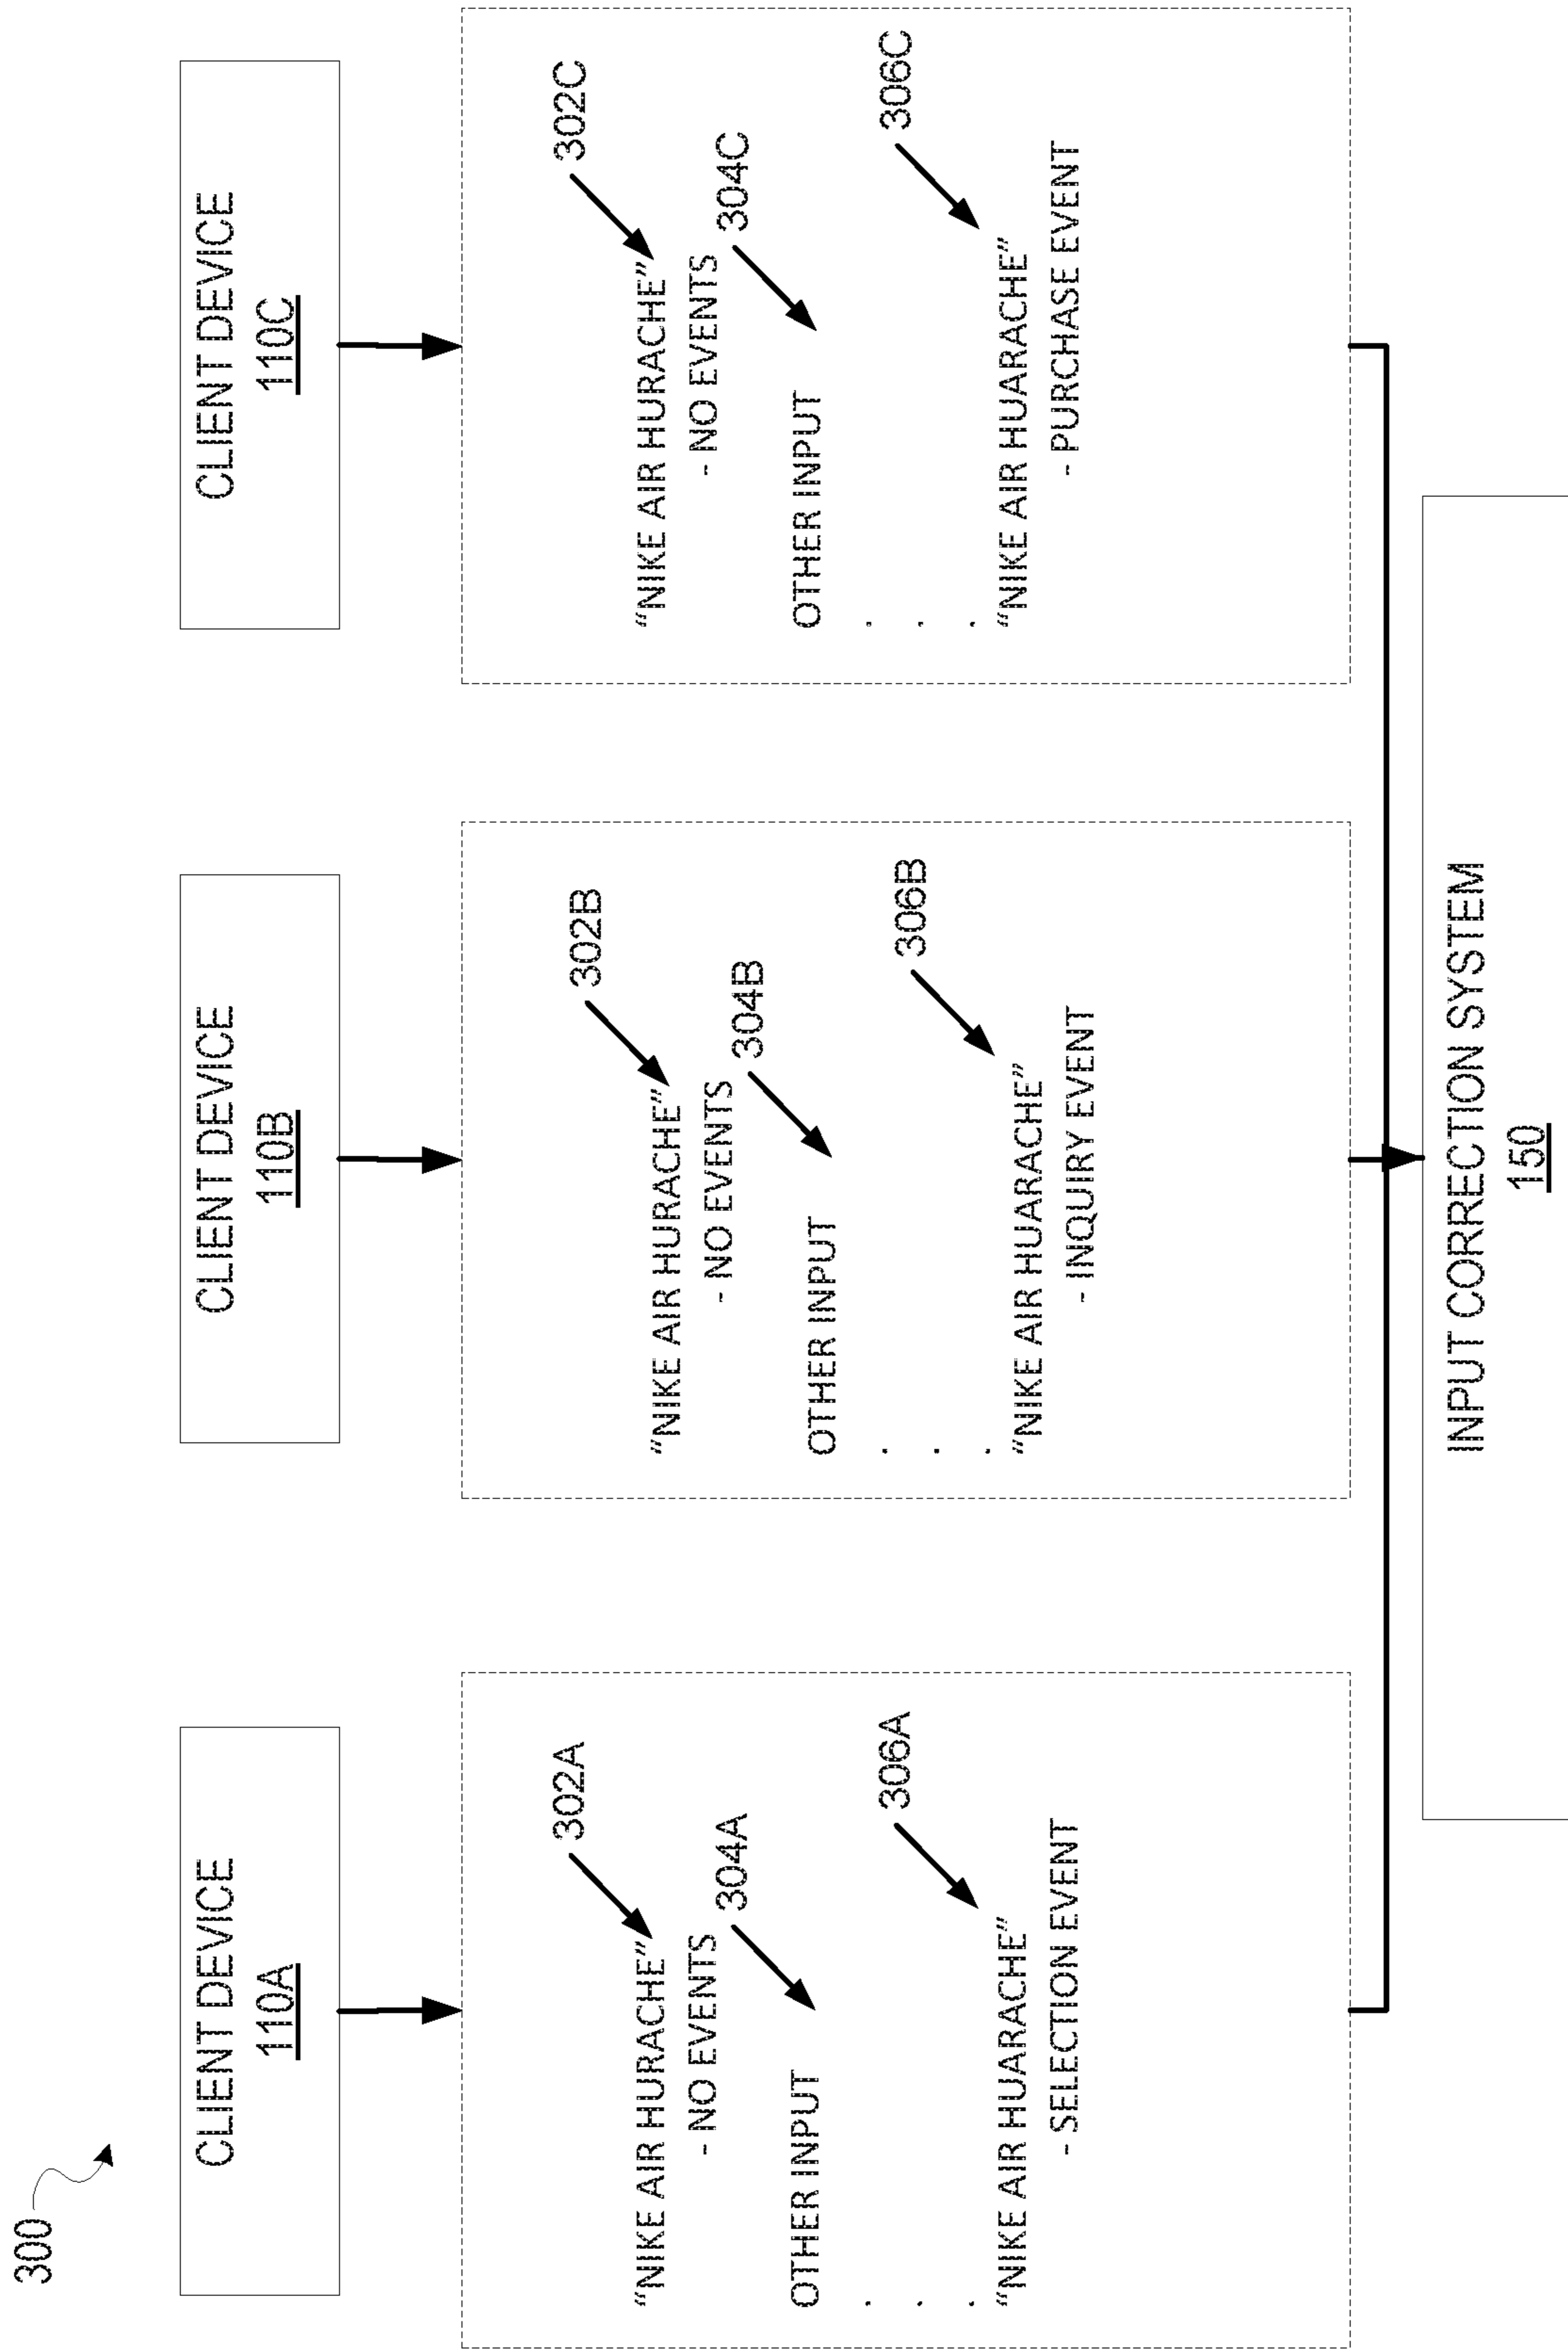 300
CLIENT DEVICE
110A
302A
"NIKE AIR HURACHE"
- NO EVENTS
304A
OTHER INPUT
.
.
.
306A
"NIKE AIR HUARACHE"
- SELECTION EVENT
CLIENT DEVICE
110B
302B
"NIKE AIR HURACHE"
- NO EVENTS
304B
OTHER INPUT
.
.
.
306B
"NIKE AIR HUARACHE"
- INQUIRY EVENT
CLIENT DEVICE
110C
302C
"NIKE AIR HURACHE"
- NO EVENTS
304C
OTHER INPUT
.
.
.
306C
"NIKE AIR HUARACHE"
- PURCHASE EVENT
INPUT CORRECTION SYSTEM
150